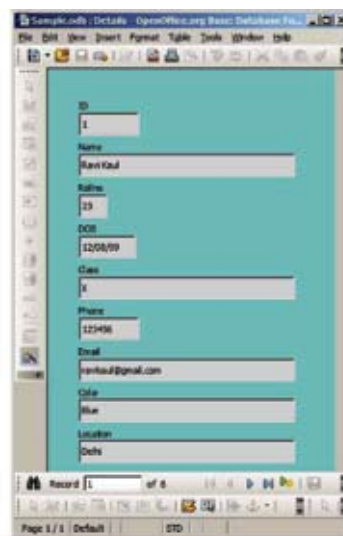 Sample.odb : Details - OpenOffice.org Base: Database Fo...
File Edit View Insert Format Table Tools Window Help
ID
1
Name
Ravi Kaul
Rollno
23
DOB
12/08/99
Class
X
Phone
123456
Email
ravikaul@gmail.com
Color
Blue
Location
Delhi
Record 1 of 6
Page 1 / 1 Default STD